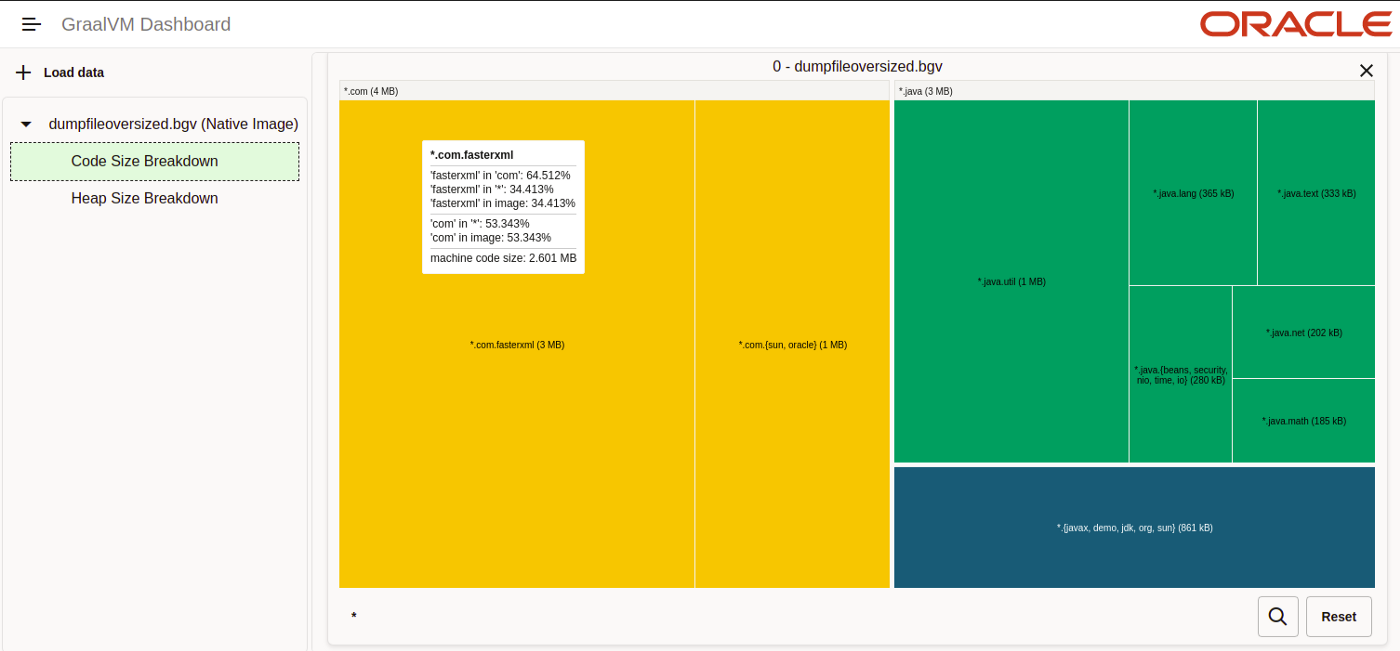 GraalVM Dashboard
ORACLE
Load data
dumpfileoversized.bgv (Native Image)
Code Size Breakdown
Heap Size Breakdown
0 - dumpfileoversized.bgv
*.com (4 MB)
*.com.fasterxml
'fasterxml' in 'com': 64.512%
'fasterxml' in '*': 34.413%
'fasterxml' in image: 34.413%
'com' in '*': 53.343%
'com' in image: 53.343%
machine code size: 2.601 MB
*.com.fasterxml (3 MB)
*.com.{sun, oracle} (1 MB)
*.java (3 MB)
*.java.util (1 MB)
*.java.lang (365 kB)
*.java.text (333 kB)
*.java.{beans, security,
nio, time, io} (280 kB)
*.java.net (202 kB)
*.java.math (185 kB)
*.{javax, demo, jdk, org, sun} (861 kB)
*
Reset